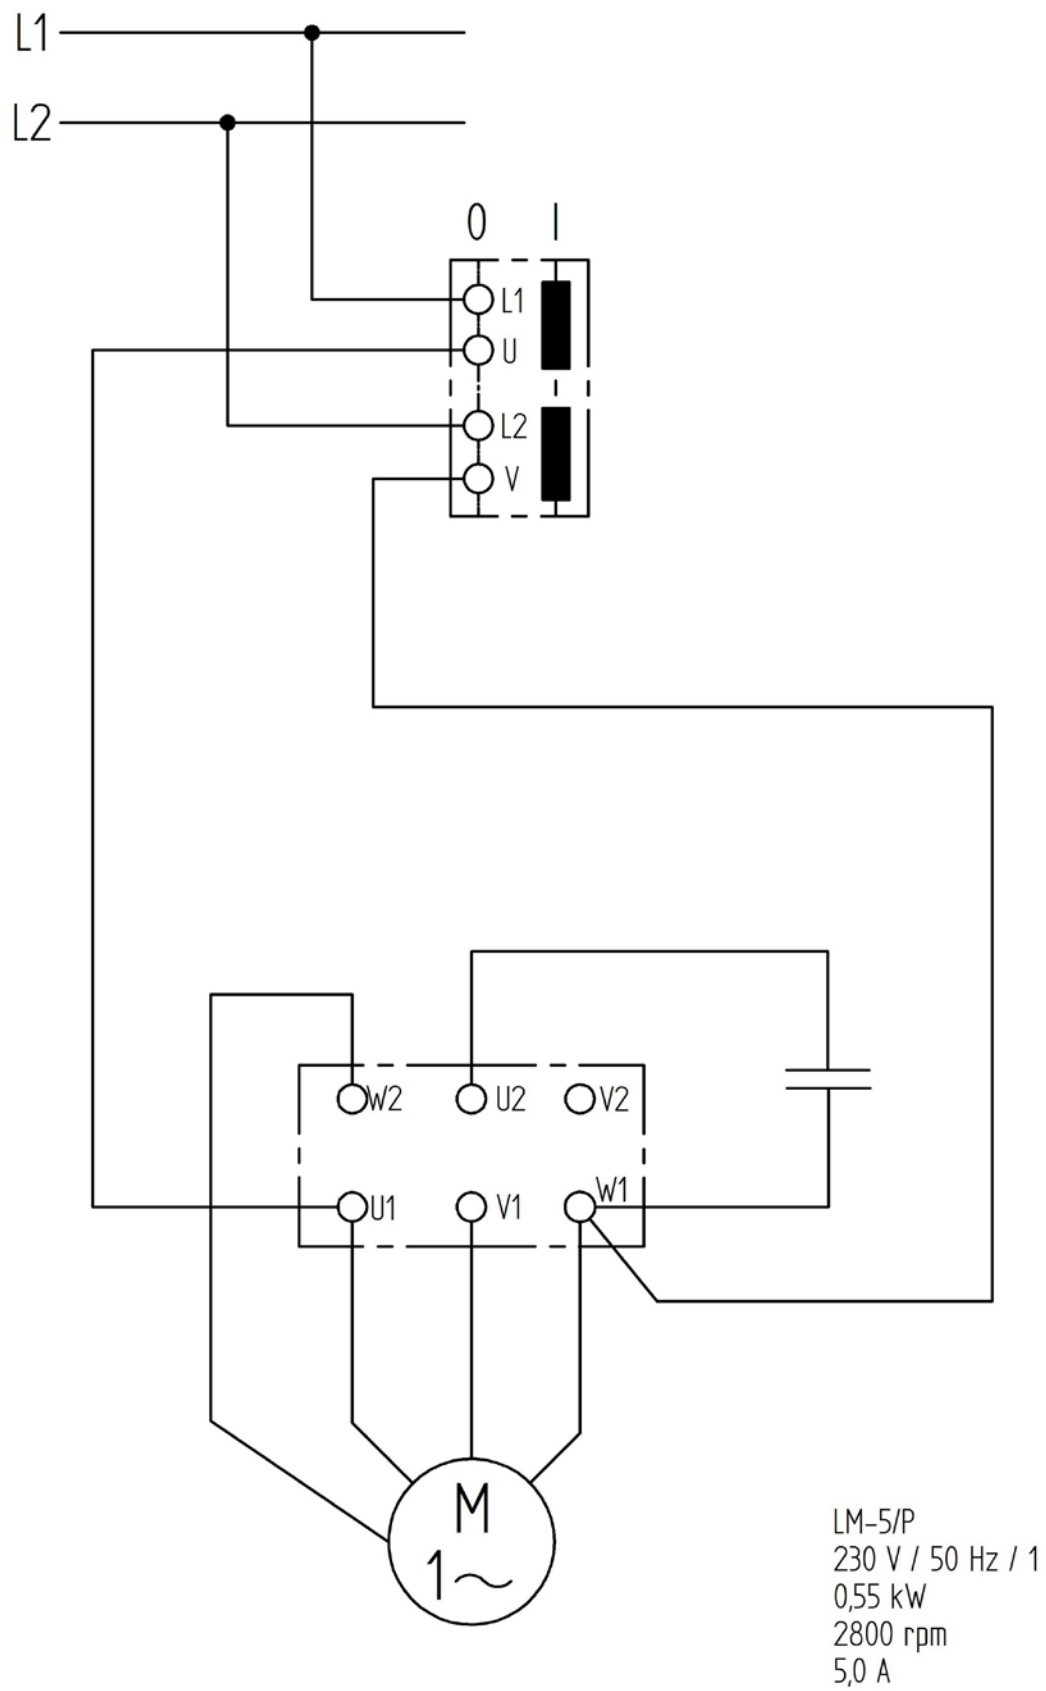 L1
L2
0 I
L1
U
L2
V
W2 U2 V2
U1 V1 W1
M
1~
LM-5/P
230 V / 50 Hz / 1
0,55 kW
2800 rpm
5,0 A